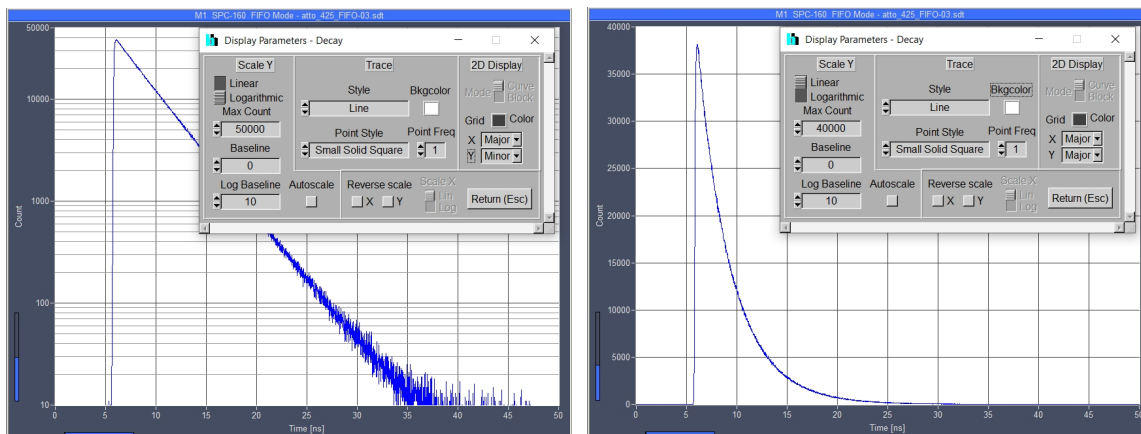 M1 SPC-160 FIFO Mode - atto_425_FIFO-03.sdt
50000
10000
1000
100
10
Count
0 5 10 15 20 25 30 35 40 45 50
Time [ns]
Display Parameters - Decay
Scale Y
Linear
Logarithmic
Max Count
50000
Baseline
0
Log Baseline
10
Trace
Style
Line
Bkgcolor
Point Style
Small Solid Square
Point Freq
1
Autoscale
Reverse scale
X Y
2D Display
Mode Curve
Block
Grid Color
X Major
Y Minor
Scale X
Lin
Log
Return (Esc)
M1 SPC-160 FIFO Mode - atto_425_FIFO-03.sdt
40000
35000
30000
25000
20000
15000
10000
5000
0
Count
0 5 10 15 20 25 30 35 40 45 50
Time [ns]
Display Parameters - Decay
Scale Y
Linear
Logarithmic
Max Count
40000
Baseline
0
Log Baseline
10
Trace
Style
Line
Bkgcolor
Point Style
Small Solid Square
Point Freq
1
Autoscale
Reverse scale
X Y
2D Display
Mode Curve
Block
Grid Color
X Major
Y Major
Scale X
Lin
Log
Return (Esc)